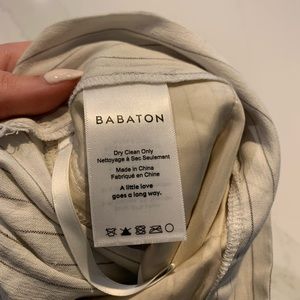 BABATON
Dry Clean Only
Nettoyage à Sec Seulement
Made in China
Fabriqué en Chine
A little love
goes a long way.